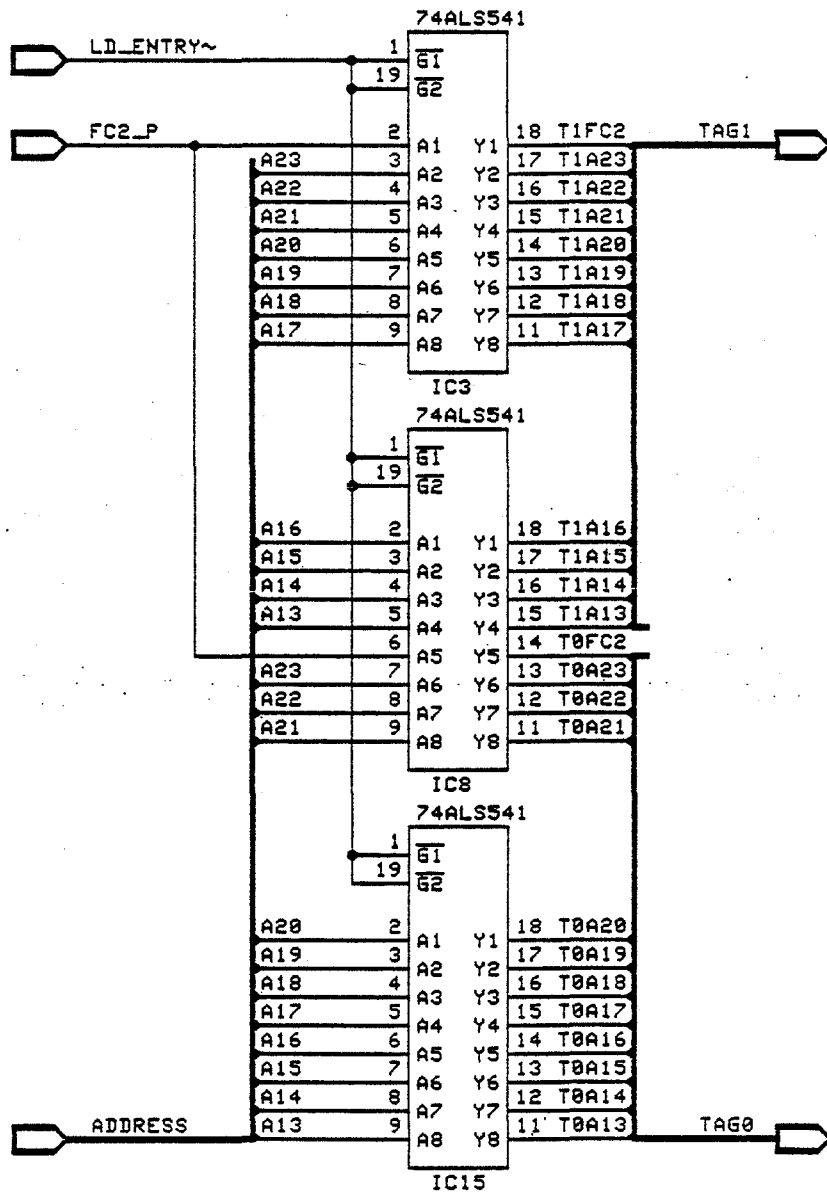 74ALS541
LD_ENTRY~ 1 G1
19 G2
FC2_P 2 A1 Y1 18 T1FC2 TAG1
A23 3 A2 Y2 17 T1A23
A22 4 A3 Y3 16 T1A22
A21 5 A4 Y4 15 T1A21
A20 6 A5 Y5 14 T1A20
A19 7 A6 Y6 13 T1A19
A18 8 A7 Y7 12 T1A18
A17 9 A8 Y8 11 T1A17
IC3
74ALS541
1 G1
19 G2
A16 2 A1 Y1 18 T1A16
A15 3 A2 Y2 17 T1A15
A14 4 A3 Y3 16 T1A14
A13 5 A4 Y4 15 T1A13
6 A5 Y5 14 T0FC2
A23 7 A6 Y6 13 T0A23
A22 8 A7 Y7 12 T0A22
A21 9 A8 Y8 11 T0A21
IC8
74ALS541
1 G1
19 G2
A20 2 A1 Y1 18 T0A20
A19 3 A2 Y2 17 T0A19
A18 4 A3 Y3 16 T0A18
A17 5 A4 Y4 15 T0A17
A16 6 A5 Y5 14 T0A16
A15 7 A6 Y6 13 T0A15
A14 8 A7 Y7 12 T0A14
ADDRESS A13 9 A8 Y8 11 T0A13 TAG0
IC15